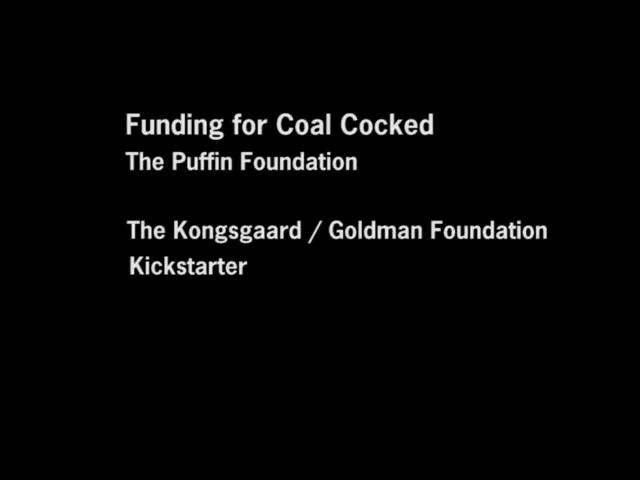 Funding for Coal Cocked
The Puffin Foundation
The Kongsgaard / Goldman Foundation
Kickstarter